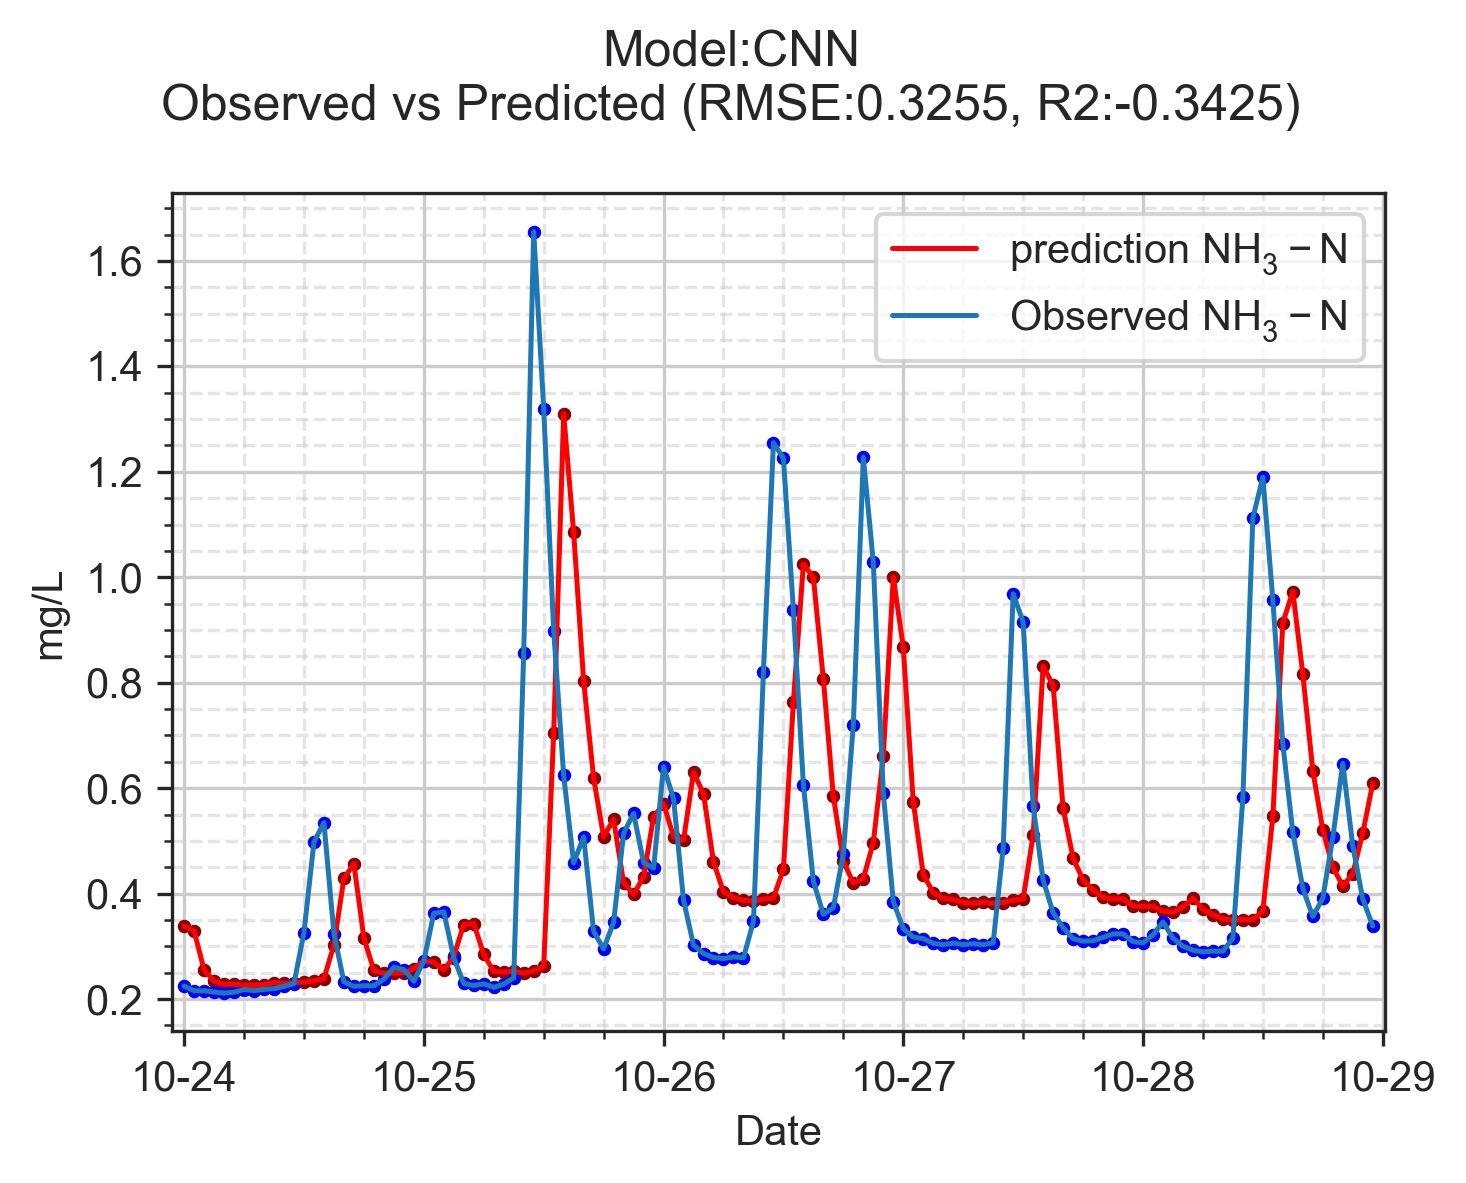 Model:CNN
Observed vs Predicted (RMSE:0.3255, R2:-0.3425)
prediction NH₃ − N
Observed NH₃ − N
mg/L
1.6
1.4
1.2
1.0
0.8
0.6
0.4
0.2
10-24 10-25 10-26 10-27 10-28 10-29
Date